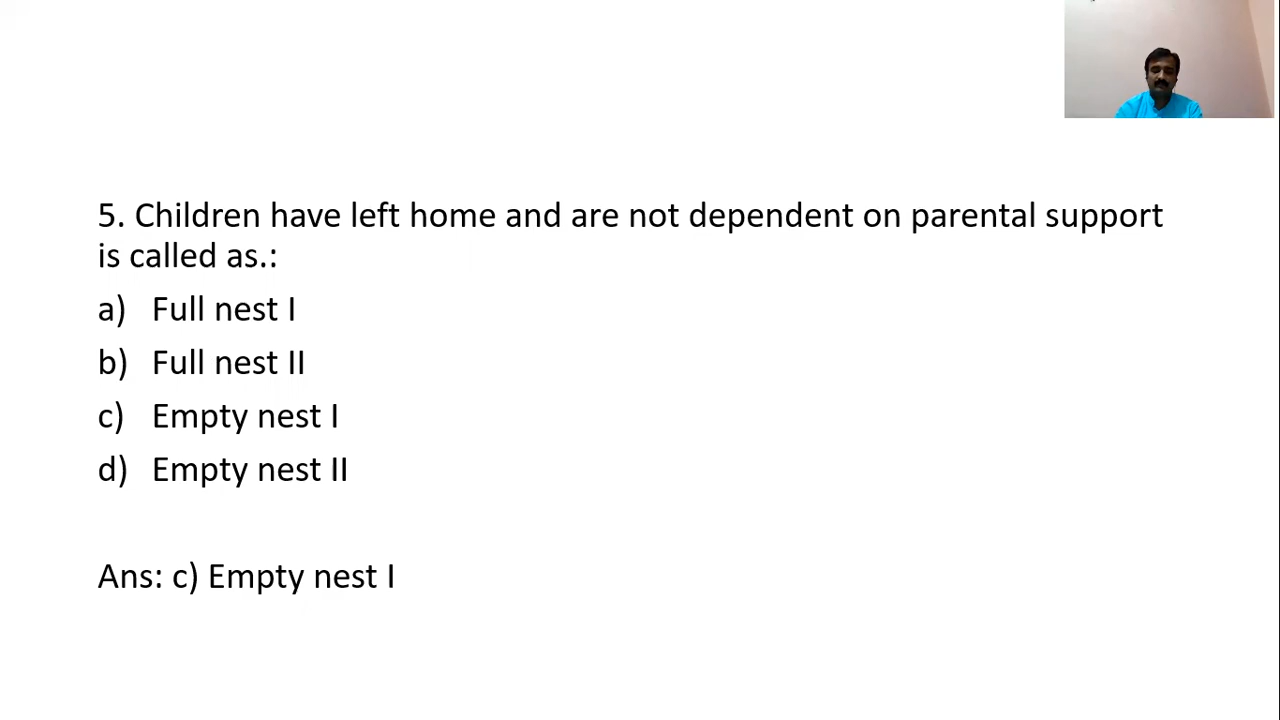 5. Children have left home and are not dependent on parental support
is called as.:
a) Full nest I
b) Full nest II
c) Empty nest I
d) Empty nest II
Ans: c) Empty nest I